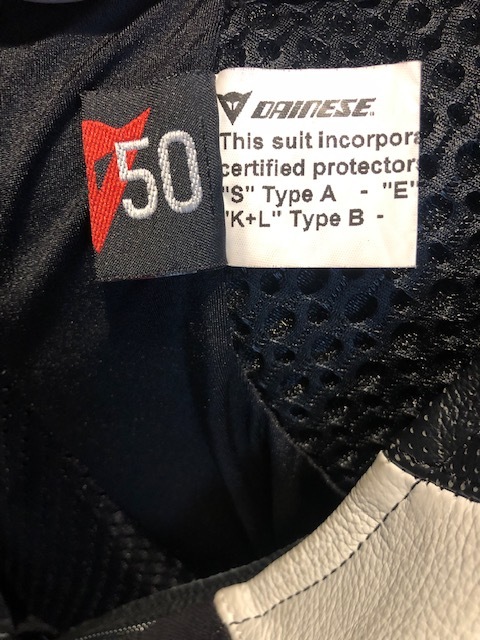 50
DAINESE
This suit incorpora
certified protector
"S" Type A - "E"
"K+L" Type B -